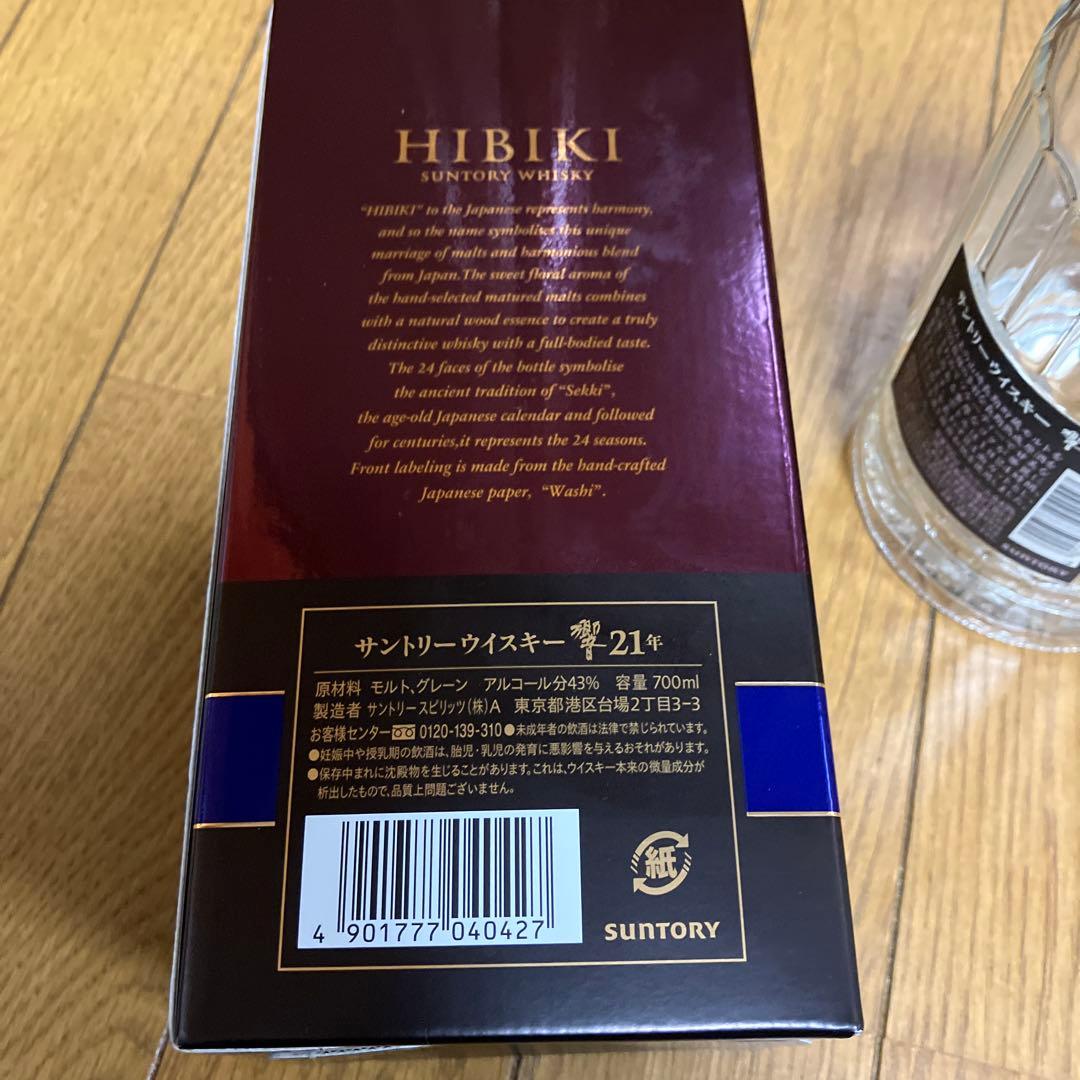 HIBIKI
SUNTORY WHISKY
“HIBIKI” to the Japanese represents harmony,
and so the name symbolises this unique
marriage of malts and harmonious blend
from Japan.The sweet floral aroma of
the hand-selected matured malts combines
with a natural wood essence to create a truly
distinctive whisky with a full-bodied taste.
The 24 faces of the bottle symbolise
the ancient tradition of “Sekki”,
the age-old Japanese calendar and followed
for centuries,it represents the 24 seasons.
Front labeling is made from the hand-crafted
Japanese paper, “Washi”.
サントリーウイスキー 響 21年
原材料 モルト、グレーン アルコール分43% 容量 700ml
製造者 サントリースピリッツ(株)A 東京都港区台場2丁目3-3
お客様センター 0120-139-310 ●未成年者の飲酒は法律で禁じられています。
●妊娠中や授乳期の飲酒は、胎児・乳児の発育に悪影響を与えるおそれがあります。
●保存中まれに沈殿物を生じることがあります。これは、ウイスキー本来の微量成分が
析出したもので、品質上問題ございません。
4 901777 040427
紙
SUNTORY
サントリーウイスキー 響
SUNTORY